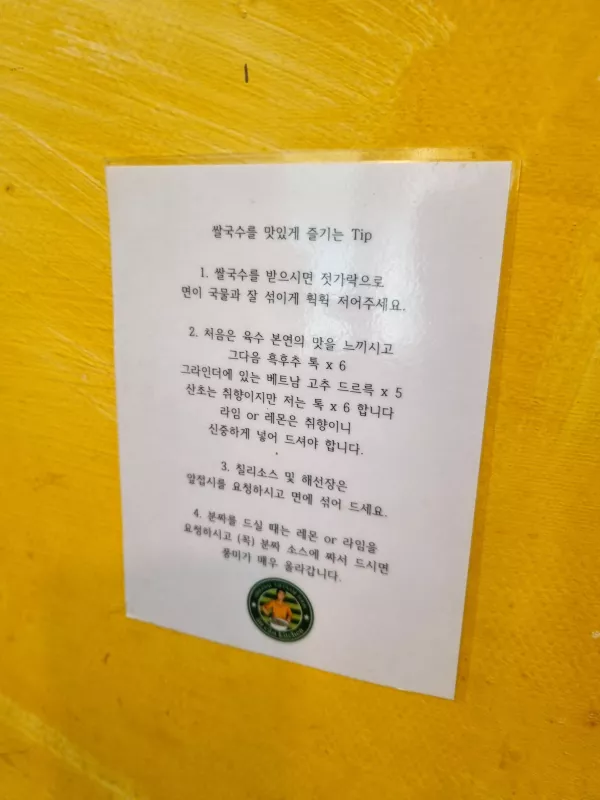 쌀국수를 맛있게 즐기는 Tip
1. 쌀국수를 받으시면 젓가락으로
면이 국물과 잘 섞이게 휙휙 저어주세요.
2. 처음은 육수 본연의 맛을 느끼시고
그다음 흑후추 톡 x 6
그라인더에 있는 베트남 고추 드르륵 x 5
산초는 취향이지만 저는 톡 x 6 합니다
라임 or 레몬은 취향이니
신중하게 넣어 드셔야 합니다.
3. 칠리소스 및 해선장은
앞접시를 요청하시고 면에 섞어 드세요.
4. 분짜를 드실 때는 레몬 or 라임을
요청하시고 (꼭) 분짜 소스에 짜서 드시면
풍미가 매우 올라갑니다.